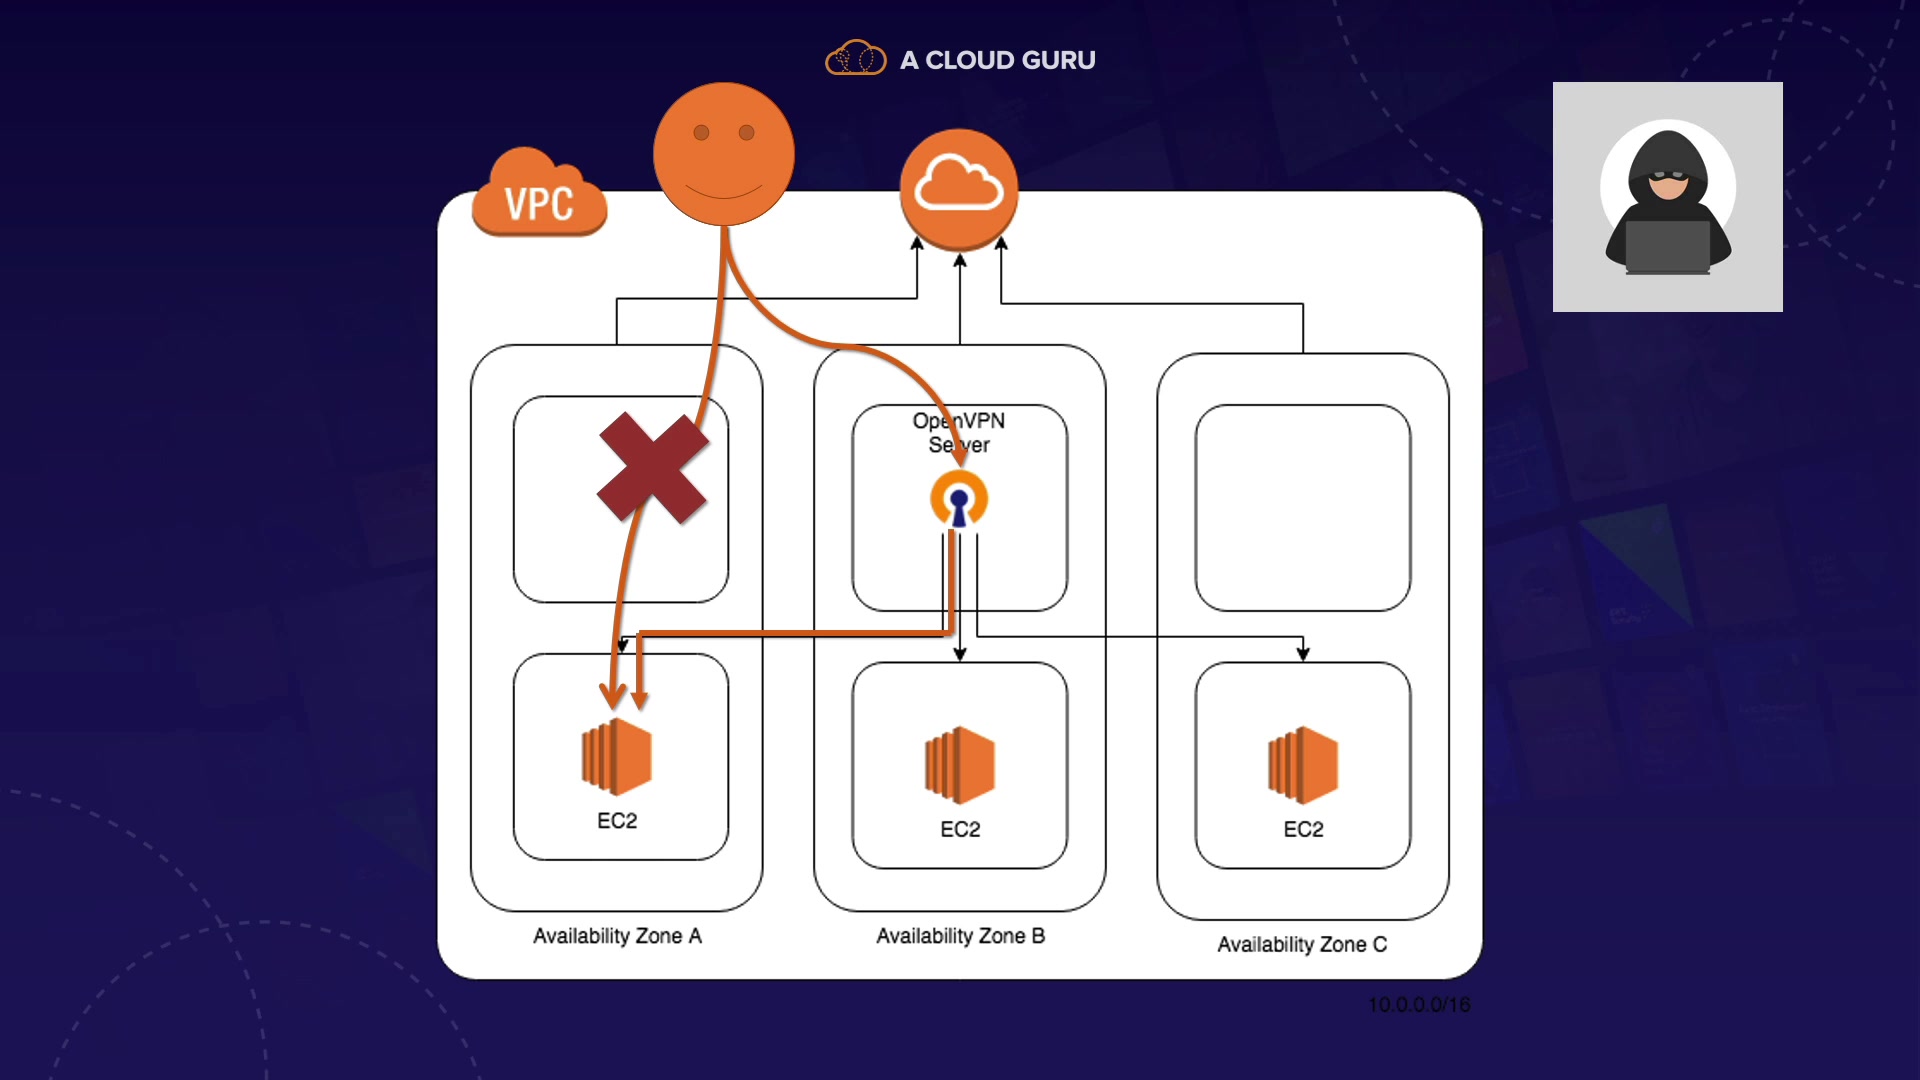 A CLOUD GURU
VPC
OpenVPN
Server
EC2
EC2
EC2
Availability Zone A
Availability Zone B
Availability Zone C
10.0.0.0/16